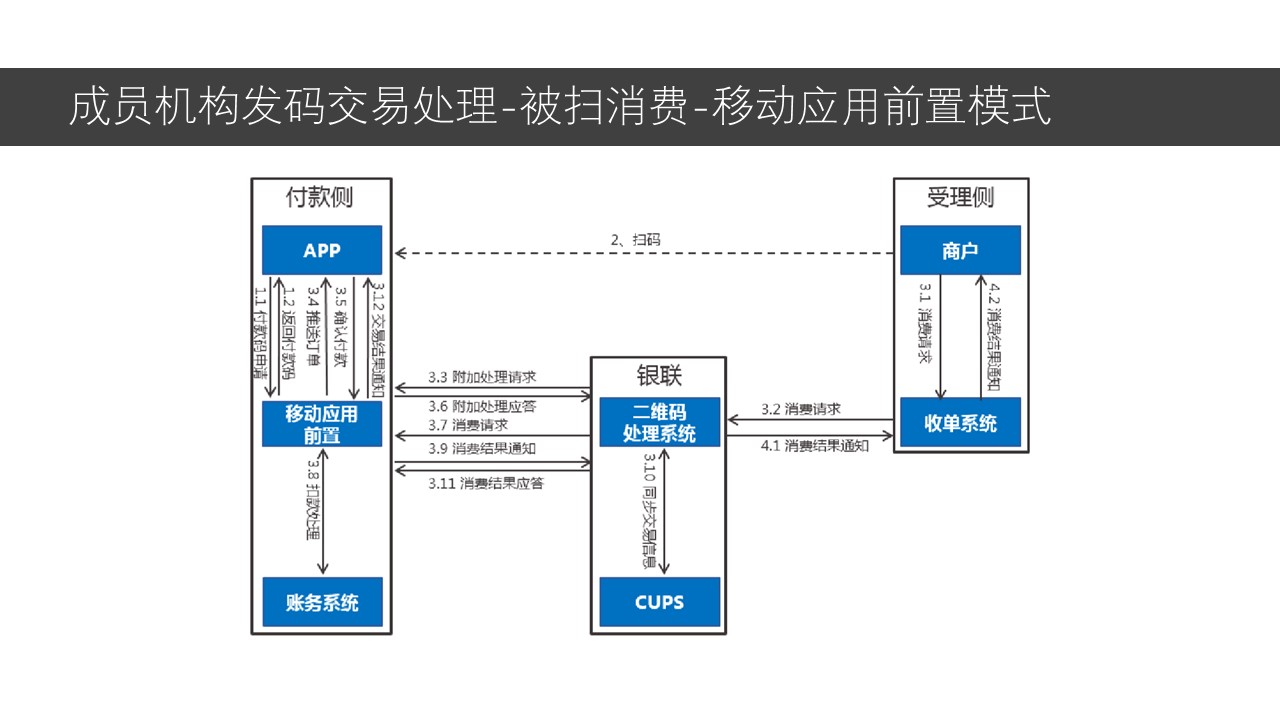 成员机构发码交易处理-被扫消费-移动应用前置模式
付款侧
APP
1.1 付款码申请
1.2 返回付款码
3.4 推送订单
3.5 确认付款
3.12 交易结果通知
移动应用
前置
3.8 扣款处理
账务系统
2、扫码
3.3 附加处理请求
3.6 附加处理应答
3.7 消费请求
3.9 消费结果通知
3.11 消费结果应答
银联
二维码
处理系统
3.10 同步交易信息
CUPS
3.2 消费请求
4.1 消费结果通知
受理侧
商户
3.1 消费请求
4.2 消费结果通知
收单系统